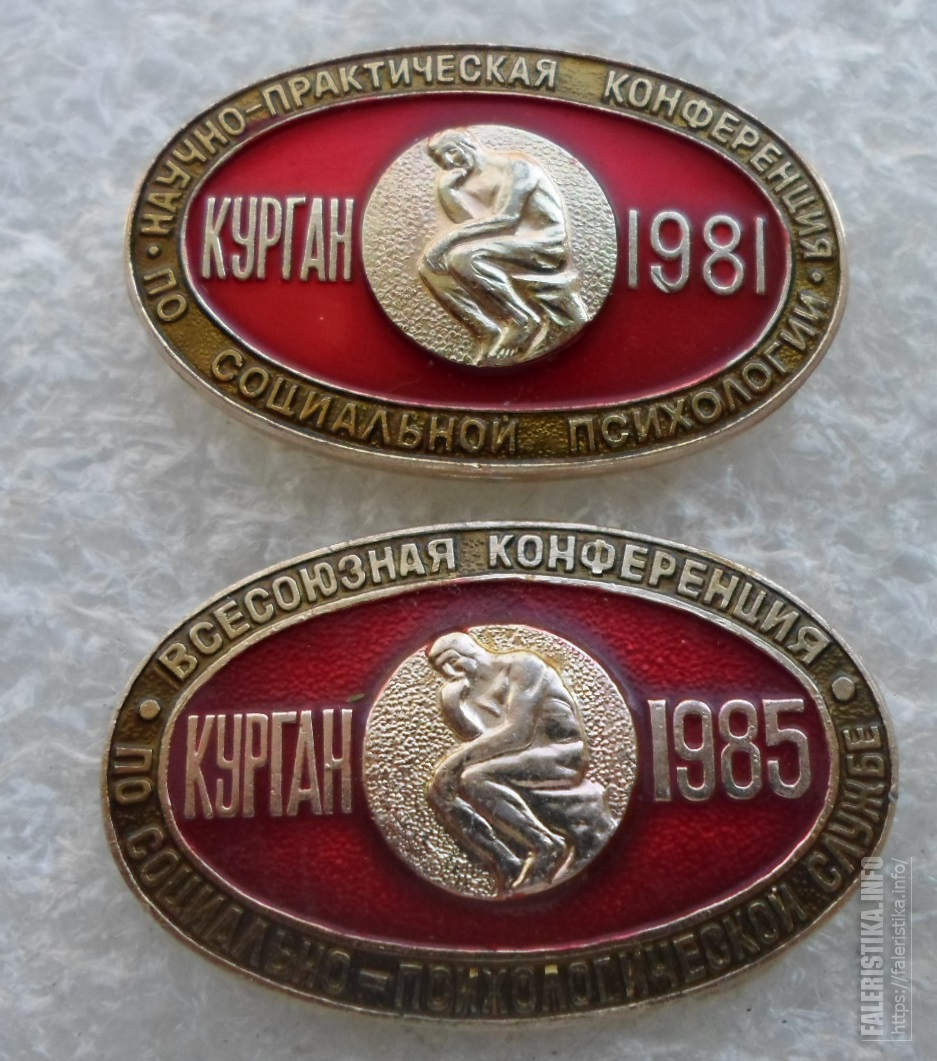 НАУЧНО-ПРАКТИЧЕСКАЯ КОНФЕРЕНЦИЯ
КУРГАН 1981
ПО СОЦИАЛЬНОЙ ПСИХОЛОГИИ
ВСЕСОЮЗНАЯ КОНФЕРЕНЦИЯ
КУРГАН 1985
ПО СОЦИАЛЬНО-ПСИХОЛОГИЧЕСКОЙ СЛУЖБЕ
FALERISTIKA.INFO
https://faleristika.info/